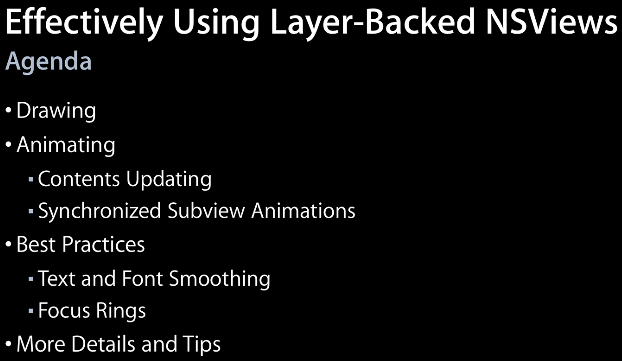 Effectively Using Layer-Backed NSViews
Agenda
• Drawing
• Animating
▪ Contents Updating
▪ Synchronized Subview Animations
• Best Practices
▪ Text and Font Smoothing
▪ Focus Rings
• More Details and Tips